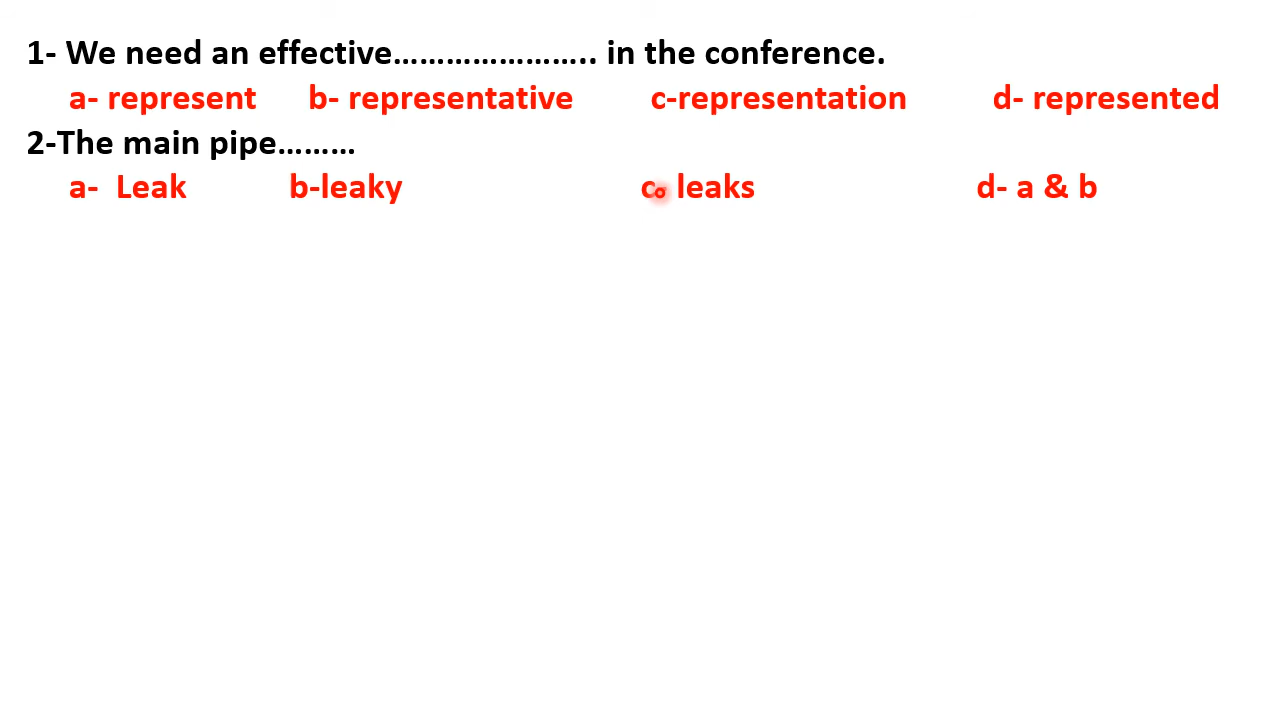 1- We need an effective………………….. in the conference.
a- represent b- representative c-representation d- represented
2-The main pipe………
a- Leak b-leaky c- leaks d- a & b